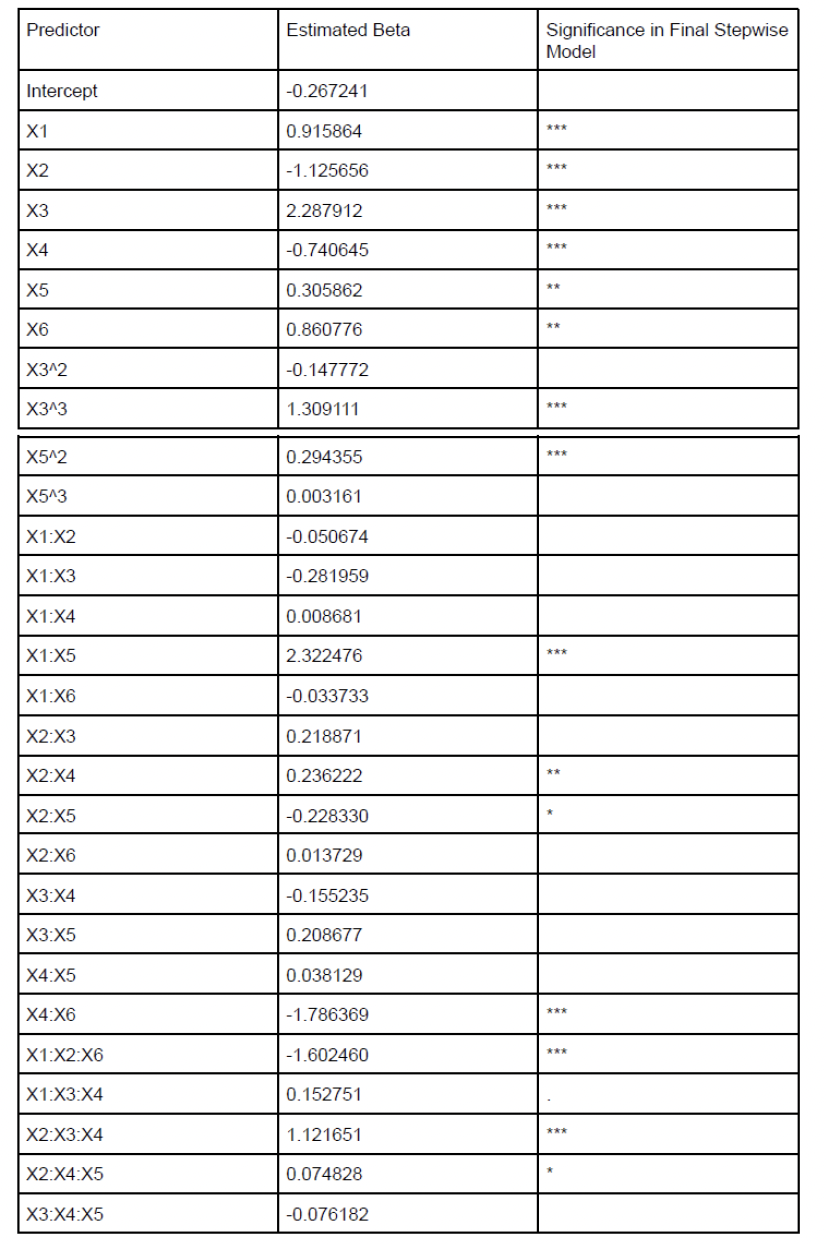 Predictor Estimated Beta Significance in Final Stepwise
Model
Intercept -0.267241
X1 0.915864 ***
X2 -1.125656 ***
X3 2.287912 ***
X4 -0.740645 ***
X5 0.305862 **
X6 0.860776 **
X3^2 -0.147772
X3^3 1.309111 ***
X5^2 0.294355 ***
X5^3 0.003161
X1:X2 -0.050674
X1:X3 -0.281959
X1:X4 0.008681
X1:X5 2.322476 ***
X1:X6 -0.033733
X2:X3 0.218871
X2:X4 0.236222 **
X2:X5 -0.228330 *
X2:X6 0.013729
X3:X4 -0.155235
X3:X5 0.208677
X4:X5 0.038129
X4:X6 -1.786369 ***
X1:X2:X6 -1.602460 ***
X1:X3:X4 0.152751 .
X2:X3:X4 1.121651 ***
X2:X4:X5 0.074828 *
X3:X4:X5 -0.076182